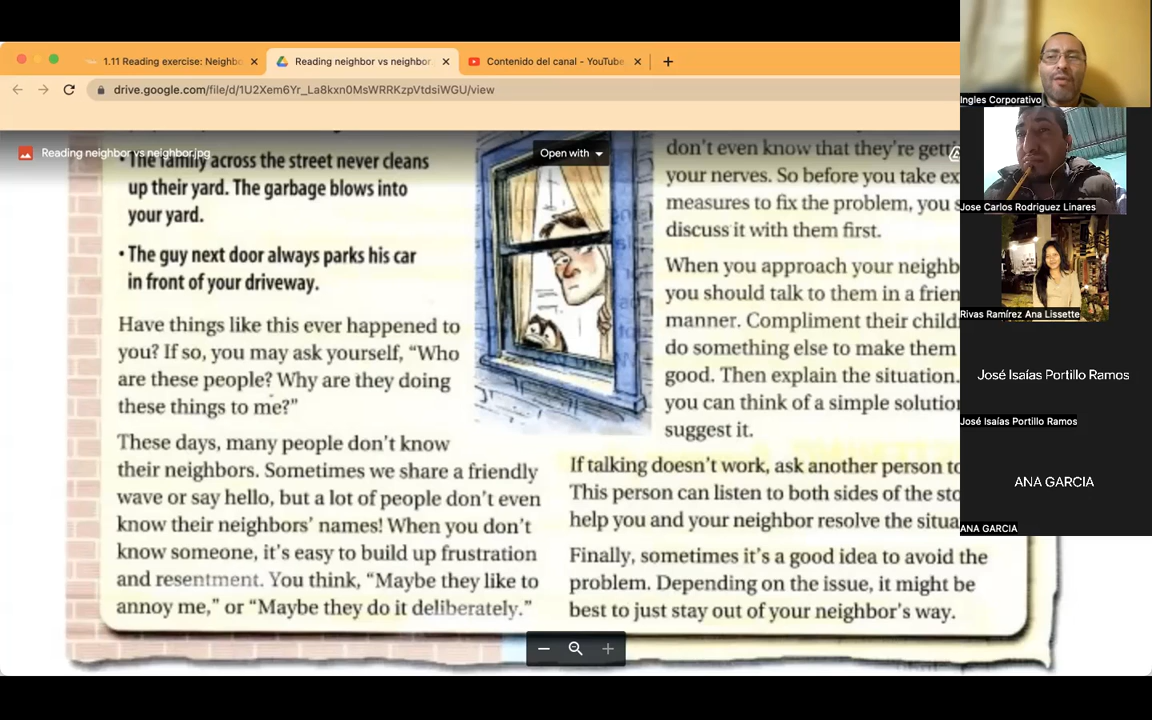 1.11 Reading exercise: Neighbo
Reading neighbor vs neighbor.
Contenido del canal - YouTube
drive.google.com/file/d/1U2Xem6Yr_La8kxn0MsWRRKzpVtdsiWGU/view
Reading neighbor vs neighbor.jpg
Open with
• The family across the street never cleans
up their yard. The garbage blows into
your yard.
• The guy next door always parks his car
in front of your driveway.
Have things like this ever happened to
you? If so, you may ask yourself, “Who
are these people? Why are they doing
these things to me?”
These days, many people don’t know
their neighbors. Sometimes we share a friendly
wave or say hello, but a lot of people don’t even
know their neighbors’ names! When you don’t
know someone, it’s easy to build up frustration
and resentment. You think, “Maybe they like to
annoy me,” or “Maybe they do it deliberately.”
don’t even know that they’re getti
your nerves. So before you take ex
measures to fix the problem, you s
discuss it with them first.
When you approach your neighb
you should talk to them in a frien
manner. Compliment their child
do something else to make them
good. Then explain the situation.
you can think of a simple solution
suggest it.
If talking doesn’t work, ask another person to
This person can listen to both sides of the sto
help you and your neighbor resolve the situa
Finally, sometimes it’s a good idea to avoid the
problem. Depending on the issue, it might be
best to just stay out of your neighbor’s way.
Ingles Corporativo
Jose Carlos Rodriguez Linares
Rivas Ramírez Ana Lissette
José Isaías Portillo Ramos
José Isaías Portillo Ramos
ANA GARCIA
ANA GARCIA